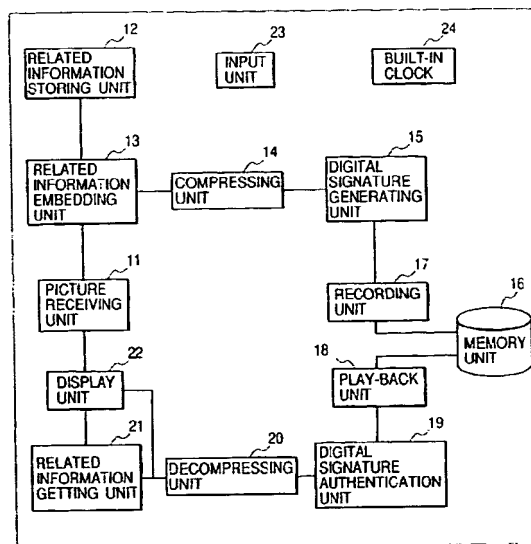 12
RELATED
INFORMATION
STORING UNIT
23
INPUT
UNIT
24
BUILT-IN
CLOCK
13
RELATED
INFORMATION
EMBEDDING
UNIT
14
COMPRESSING
UNIT
15
DIGITAL
SIGNATURE
GENERATING
UNIT
11
PICTURE
RECEIVING
UNIT
17
RECORDING
UNIT
16
MEMORY
UNIT
22
DISPLAY
UNIT
18
PLAY-BACK
UNIT
21
RELATED
INFORMATION
GETTING UNIT
20
DECOMPRESSING
UNIT
19
DIGITAL
SIGNATURE
AUTHENTICATION
UNIT